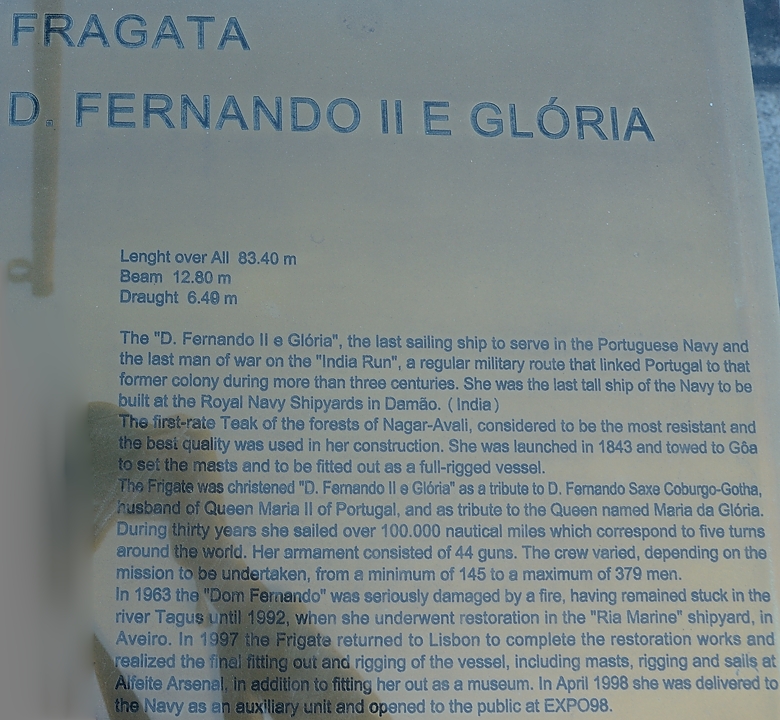 FRAGATA
D. FERNANDO II E GLÓRIA
Lenght over All 83.40 m
Beam 12.80 m
Draught 6.40 m
The "D. Fernando II e Glória", the last sailing ship to serve in the Portuguese Navy and
the last man of war on the "India Run", a regular military route that linked Portugal to that
former colony during more than three centuries. She was the last tall ship of the Navy to be
built at the Royal Navy Shipyards in Damão. (India)
The first-rate Teak of the forests of Nagar-Avali, considered to be the most resistant and
the best quality was used in her construction. She was launched in 1843 and towed to Gôa
to set the masts and to be fitted out as a full-rigged vessel.
The Frigate was christened "D. Fernando II e Glória" as a tribute to D. Fernando Saxe Coburgo-Gotha,
husband of Queen Maria II of Portugal, and as tribute to the Queen named Maria da Glória.
During thirty years she sailed over 100.000 nautical miles which correspond to five turns
around the world. Her armament consisted of 44 guns. The crew varied, depending on the
mission to be undertaken, from a minimum of 145 to a maximum of 379 men.
In 1963 the "Dom Fernando" was seriously damaged by a fire, having remained stuck in the
river Tagus until 1992, when she underwent restoration in the "Ria Marine" shipyard, in
Aveiro. In 1997 the Frigate returned to Lisbon to complete the restoration works and
realized the final fitting out and rigging of the vessel, including masts, rigging and sails at
Alfeite Arsenal, in addition to fitting her out as a museum. In April 1998 she was delivered to
the Navy as an auxiliary unit and opened to the public at EXPO98.